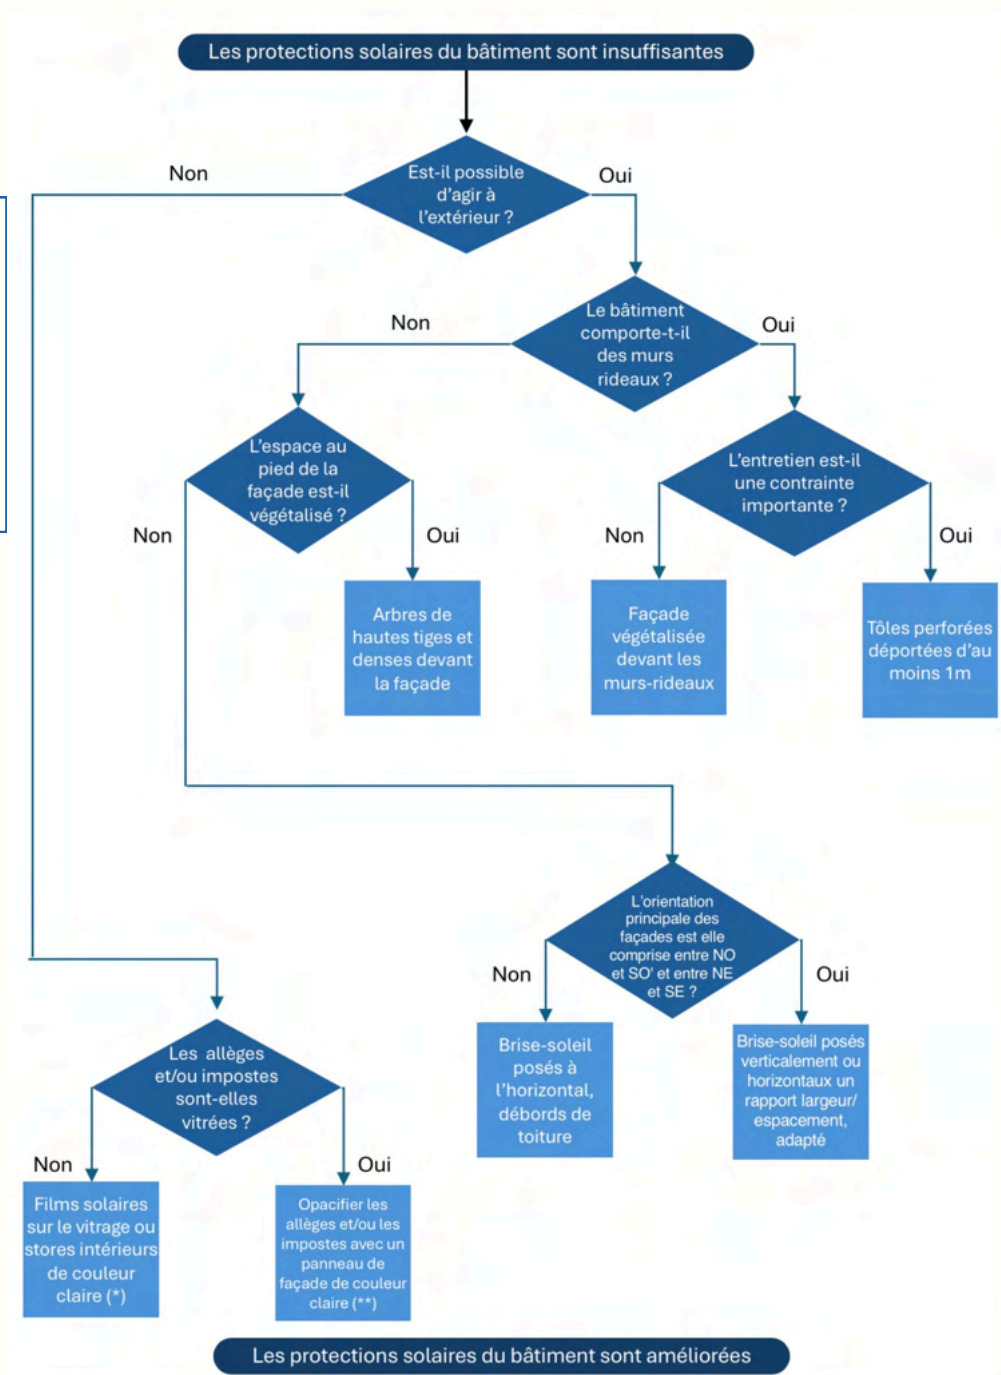 Les protections solaires du bâtiment sont insuffisantes
Non
Est-il possible
d'agir à
l'extérieur ?
Oui
Non
Le bâtiment
comporte-t-il
des murs
rideaux ?
Oui
L'espace au
pied de la
façade est-il
végétalisé ?
L'entretien est-il
une contrainte
importante ?
Non
Oui
Non
Oui
Arbres de
hautes tiges et
denses devant
la façade
Façade
végétalisée
devant les
murs-rideaux
Tôles perforées
déportées d'au
moins 1m
L'orientation
principale des
façades est elle
comprise entre NO
et SO' et entre NE
et SE ?
Non
Oui
Brise-soleil
posés à
l'horizontal,
débords de
toiture
Brise-soleil posés
verticalement ou
horizontaux un
rapport largeur/
espacement,
adapté
Les allèges
et/ou impostes
sont-elles
vitrées ?
Non
Oui
Films solaires
sur le vitrage ou
stores intérieurs
de couleur
claire (*)
Opacifier les
allèges et/ou les
impostes avec un
panneau de
façade de couleur
claire (**)
Les protections solaires du bâtiment sont améliorées